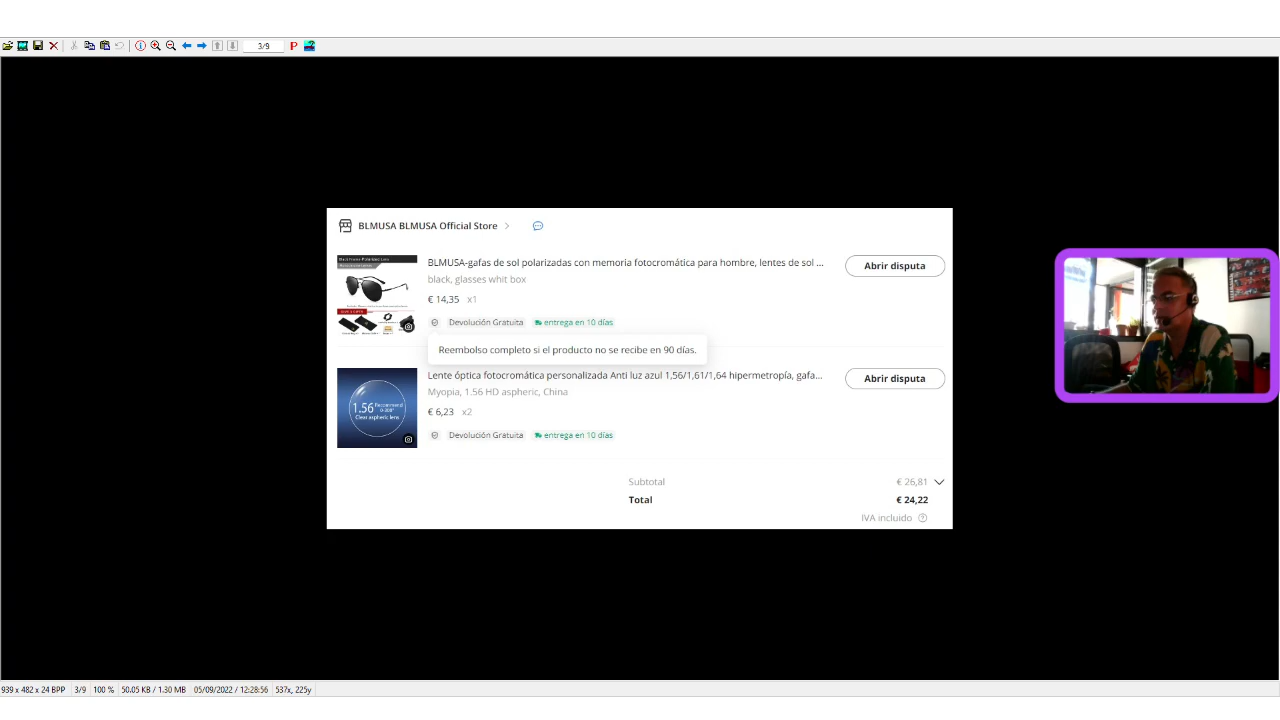 3/9
P
BLMUSA BLMUSA Official Store
BLMUSA-gafas de sol polarizadas con memoria fotocromática para hombre, lentes de sol ...
Abrir disputa
black, glasses whit box
€ 14,35 x1
Devolución Gratuita entrega en 10 días
Reembolso completo si el producto no se recibe en 90 días.
Lente óptica fotocromática personalizada Anti luz azul 1,56/1,61/1,64 hipermetropía, gafa...
Abrir disputa
Myopia, 1.56 HD aspheric, China
1.56 Recommend
0-300°
Clear aspheric lens
€ 6,23 x2
Devolución Gratuita entrega en 10 días
Subtotal € 26,81
Total € 24,22
IVA incluido
939 x 482 x 24 BPP 3/9 100 % 50.05 KB / 1.30 MB 05/09/2022 / 12:28:56 537x, 225y